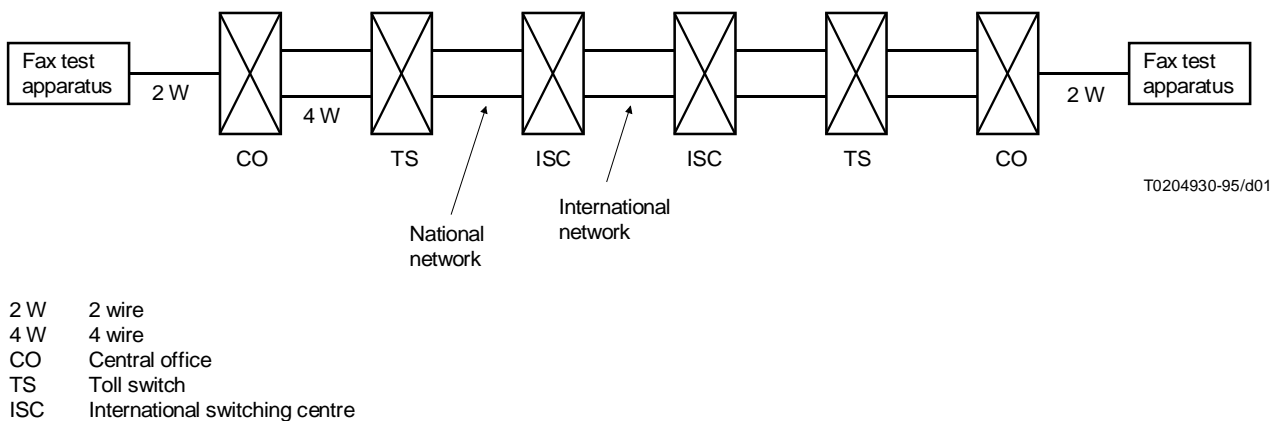 Fax test
apparatus
2 W
CO
4 W
TS
ISC
ISC
TS
CO
2 W
Fax test
apparatus
T0204930-95/d01
National
network
International
network
2 W 2 wire
4 W 4 wire
CO Central office
TS Toll switch
ISC International switching centre